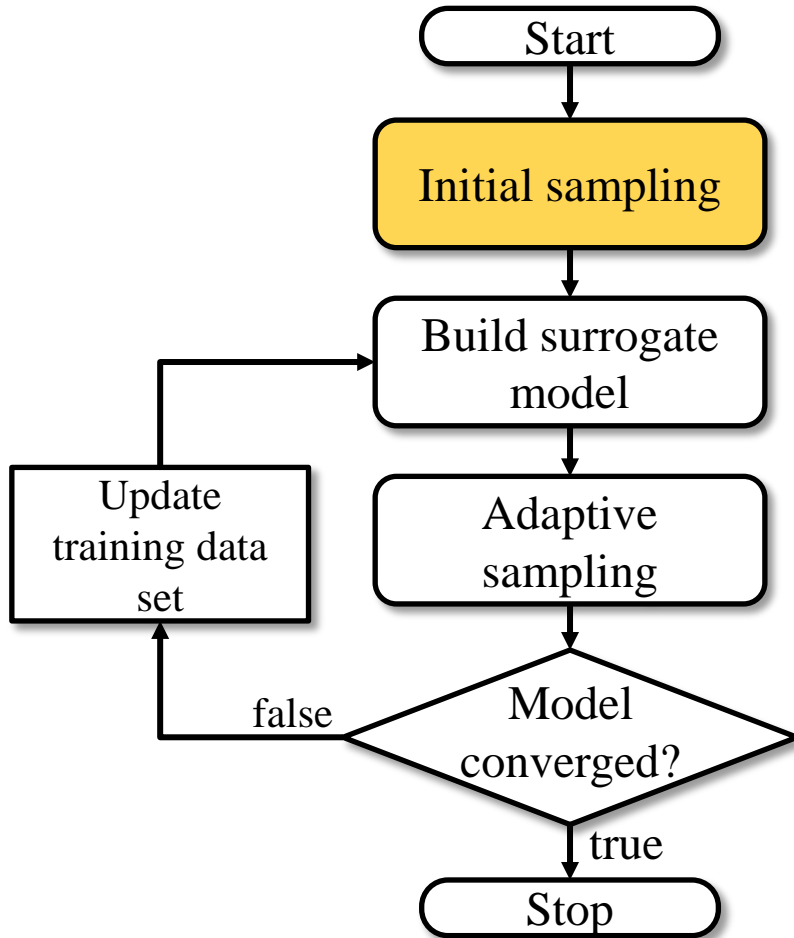 Start
Initial sampling
Build surrogate
model
Adaptive
sampling
Model
converged?
false
Update
training data
set
true
Stop